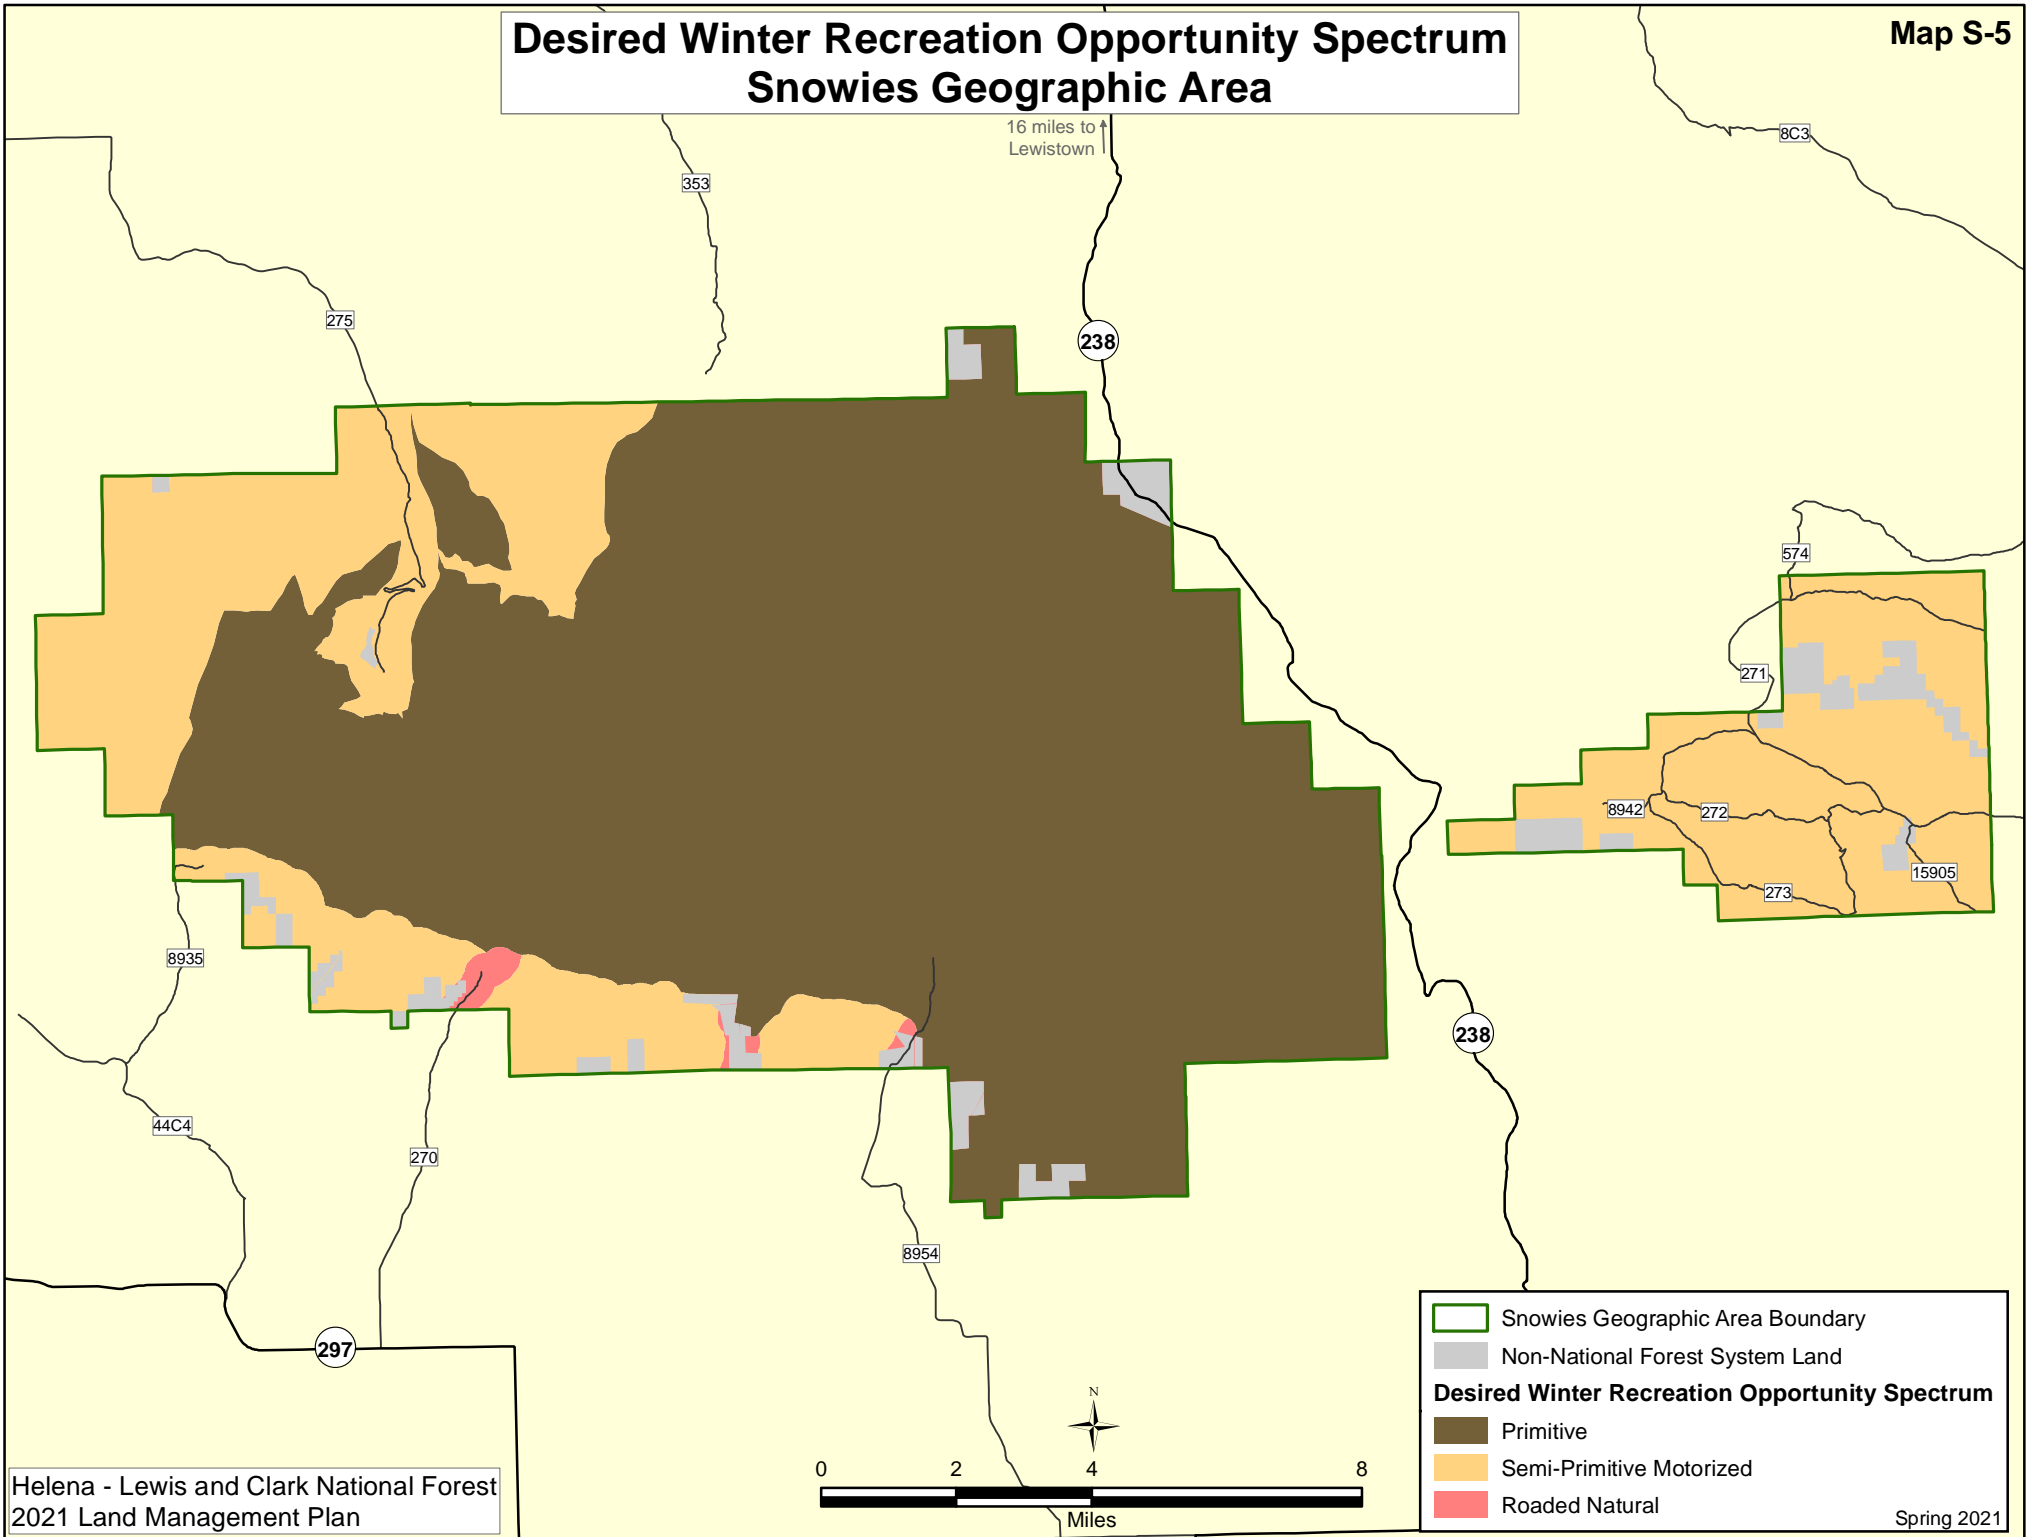 Desired Winter Recreation Opportunity Spectrum
Snowies Geographic Area
Map S-5
16 miles to
Lewistown
8C3
353
275
238
574
271
8942
272
15905
273
8935
238
44C4
270
8954
297
N
0 2 4 8
Miles
Snowies Geographic Area Boundary
Non-National Forest System Land
Desired Winter Recreation Opportunity Spectrum
Primitive
Semi-Primitive Motorized
Roaded Natural
Spring 2021
Helena - Lewis and Clark National Forest
2021 Land Management Plan